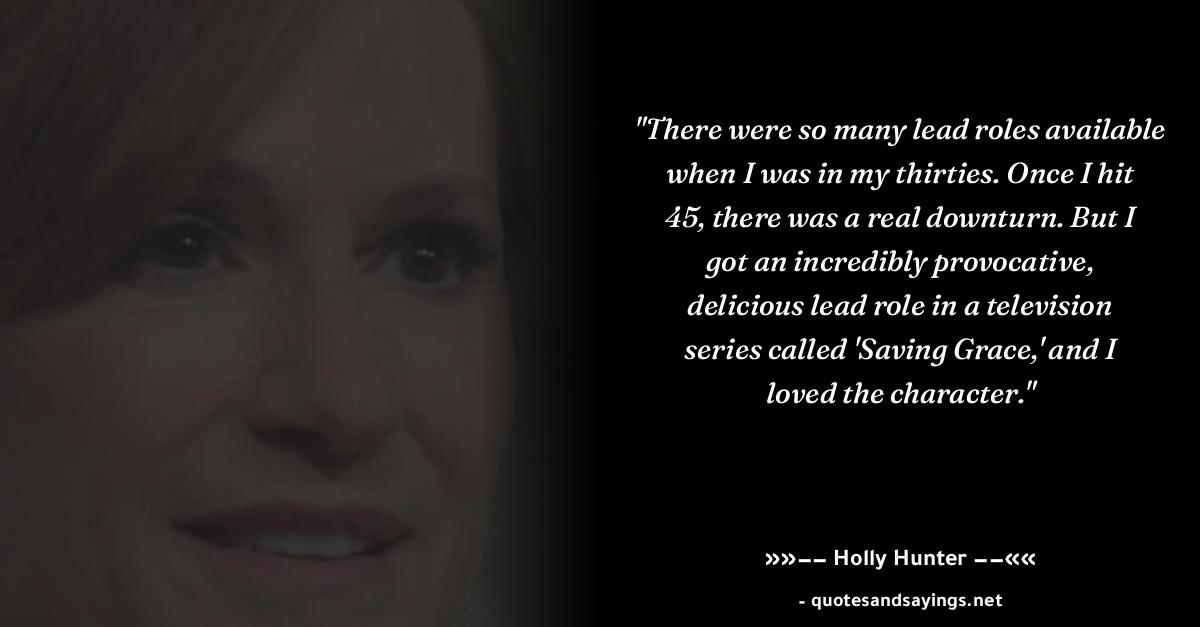 "There were so many lead roles available
when I was in my thirties. Once I hit
45, there was a real downturn. But I
got an incredibly provocative,
delicious lead role in a television
series called 'Saving Grace,' and I
loved the character."
»»−− Holly Hunter −−««
- quotesandsayings.net